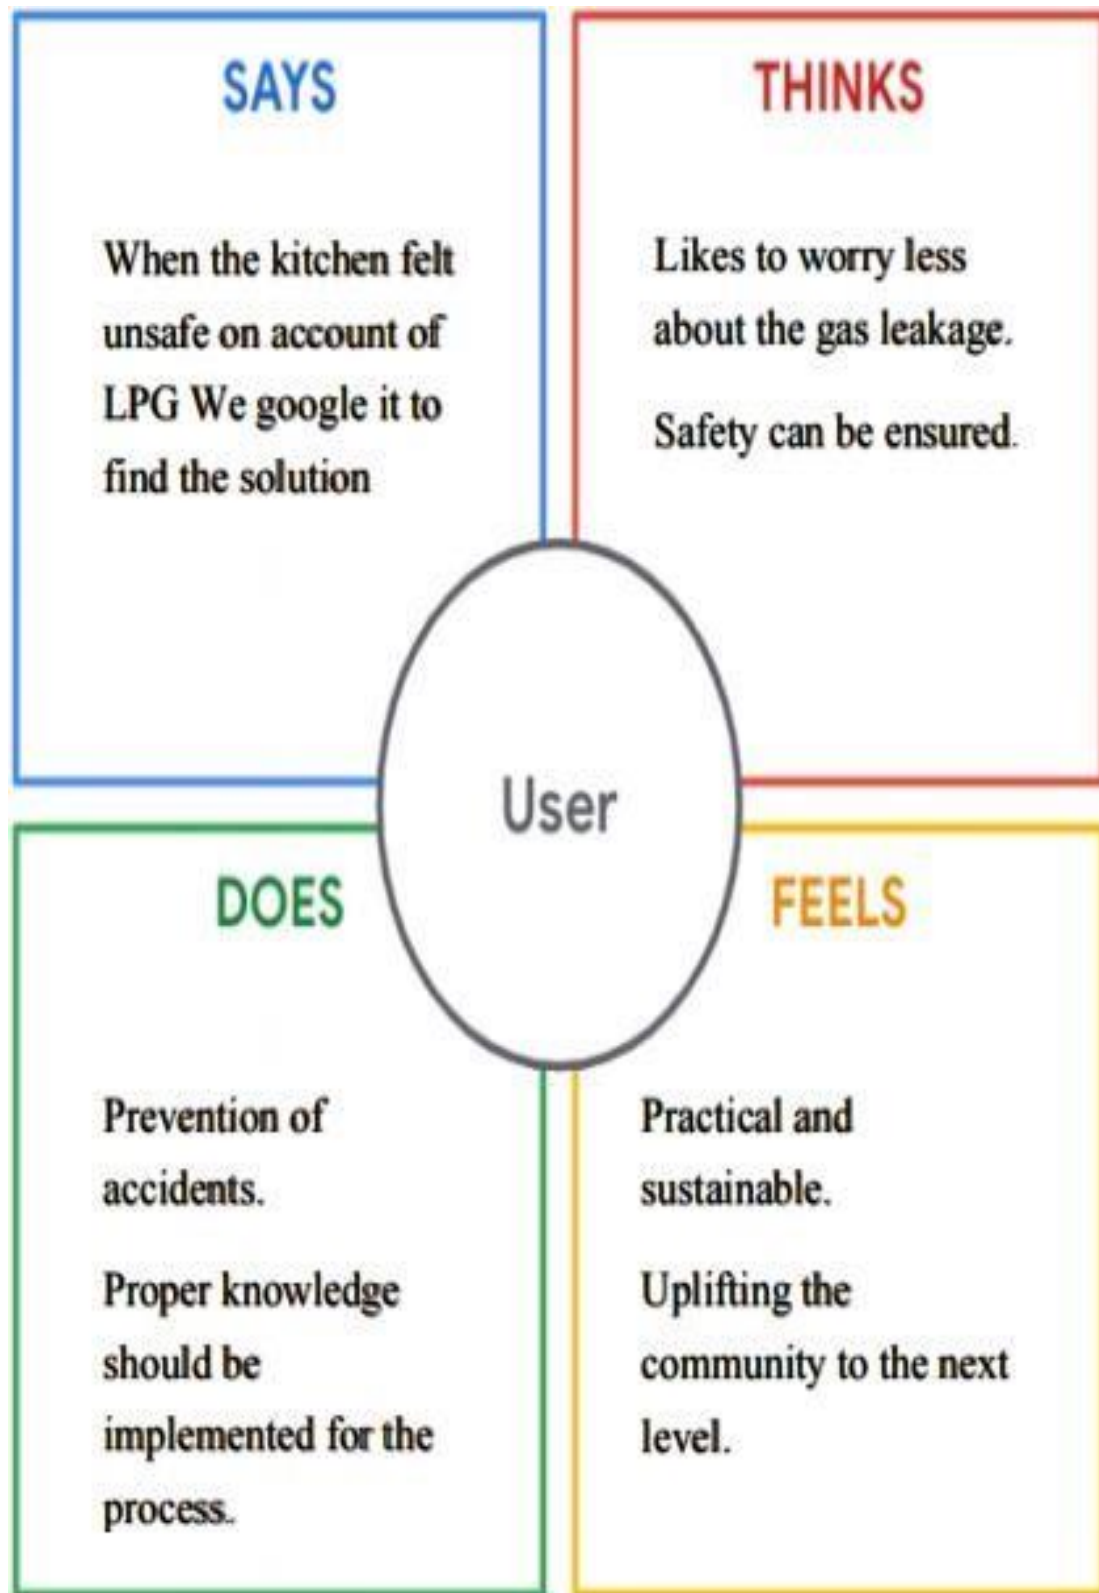 SAYS
When the kitchen felt
unsafe on account of
LPG We google it to
find the solution
THINKS
Likes to worry less
about the gas leakage.
Safety can be ensured.
User
DOES
Prevention of
accidents.
Proper knowledge
should be
implemented for the
process.
FEELS
Practical and
sustainable.
Uplifting the
community to the next
level.